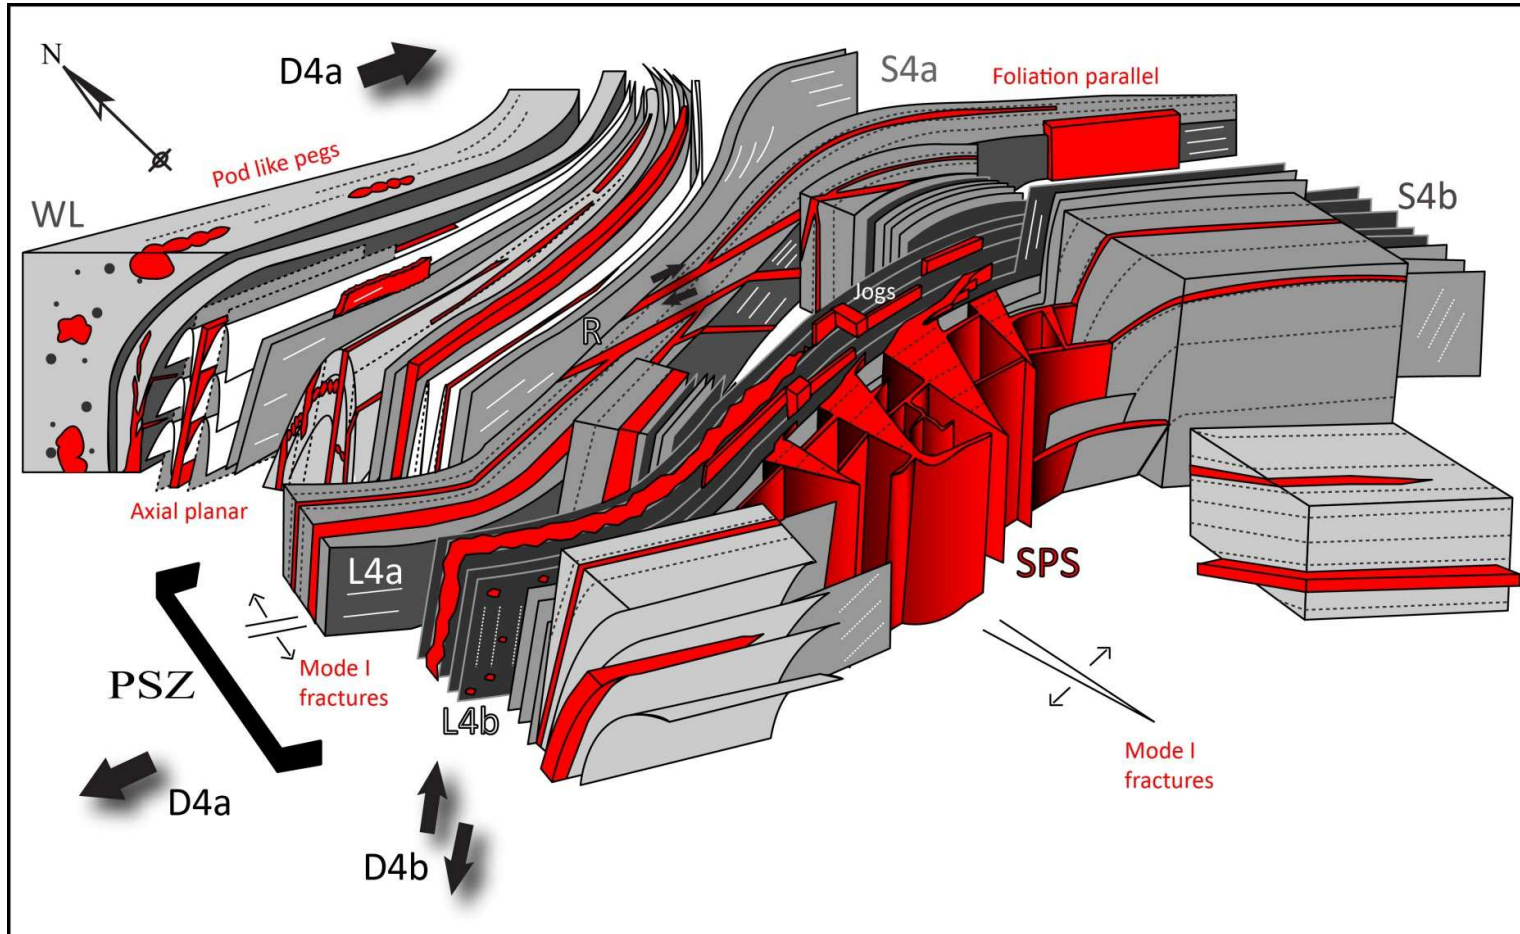 N
D4a
S4a
Foliation parallel
Pod like pegs
WL
S4b
Jogs
R
Axial planar
L4a
SPS
Mode I
fractures
PSZ
L4b
Mode I
fractures
D4a
D4b